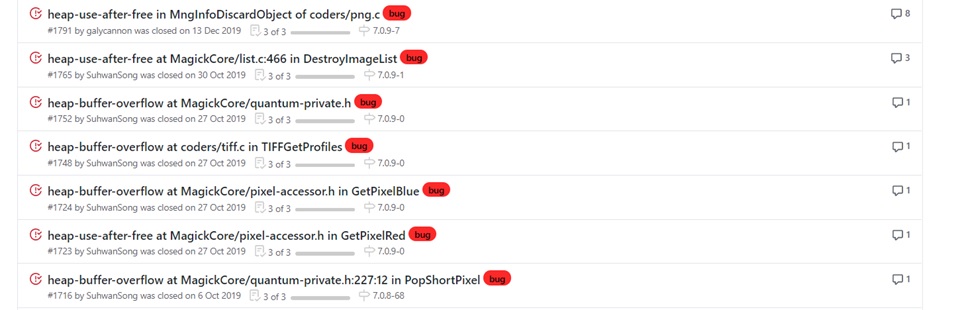 heap-use-after-free in MngInfoDiscardObject of coders/png.c bug 8
#1791 by galycannon was closed on 13 Dec 2019 3 of 3 7.0.9-7
heap-use-after-free at MagickCore/list.c:466 in DestroyImageList bug 3
#1765 by SuhwanSong was closed on 30 Oct 2019 3 of 3 7.0.9-1
heap-buffer-overflow at MagickCore/quantum-private.h bug 1
#1752 by SuhwanSong was closed on 27 Oct 2019 3 of 3 7.0.9-0
heap-buffer-overflow at coders/tiff.c in TIFFGetProfiles bug 1
#1748 by SuhwanSong was closed on 27 Oct 2019 3 of 3 7.0.9-0
heap-buffer-overflow at MagickCore/pixel-accessor.h in GetPixelBlue bug 1
#1724 by SuhwanSong was closed on 27 Oct 2019 3 of 3 7.0.9-0
heap-use-after-free at MagickCore/pixel-accessor.h in GetPixelRed bug 1
#1723 by SuhwanSong was closed on 27 Oct 2019 3 of 3 7.0.9-0
heap-buffer-overflow at MagickCore/quantum-private.h:227:12 in PopShortPixel bug 1
#1716 by SuhwanSong was closed on 6 Oct 2019 3 of 3 7.0.8-68